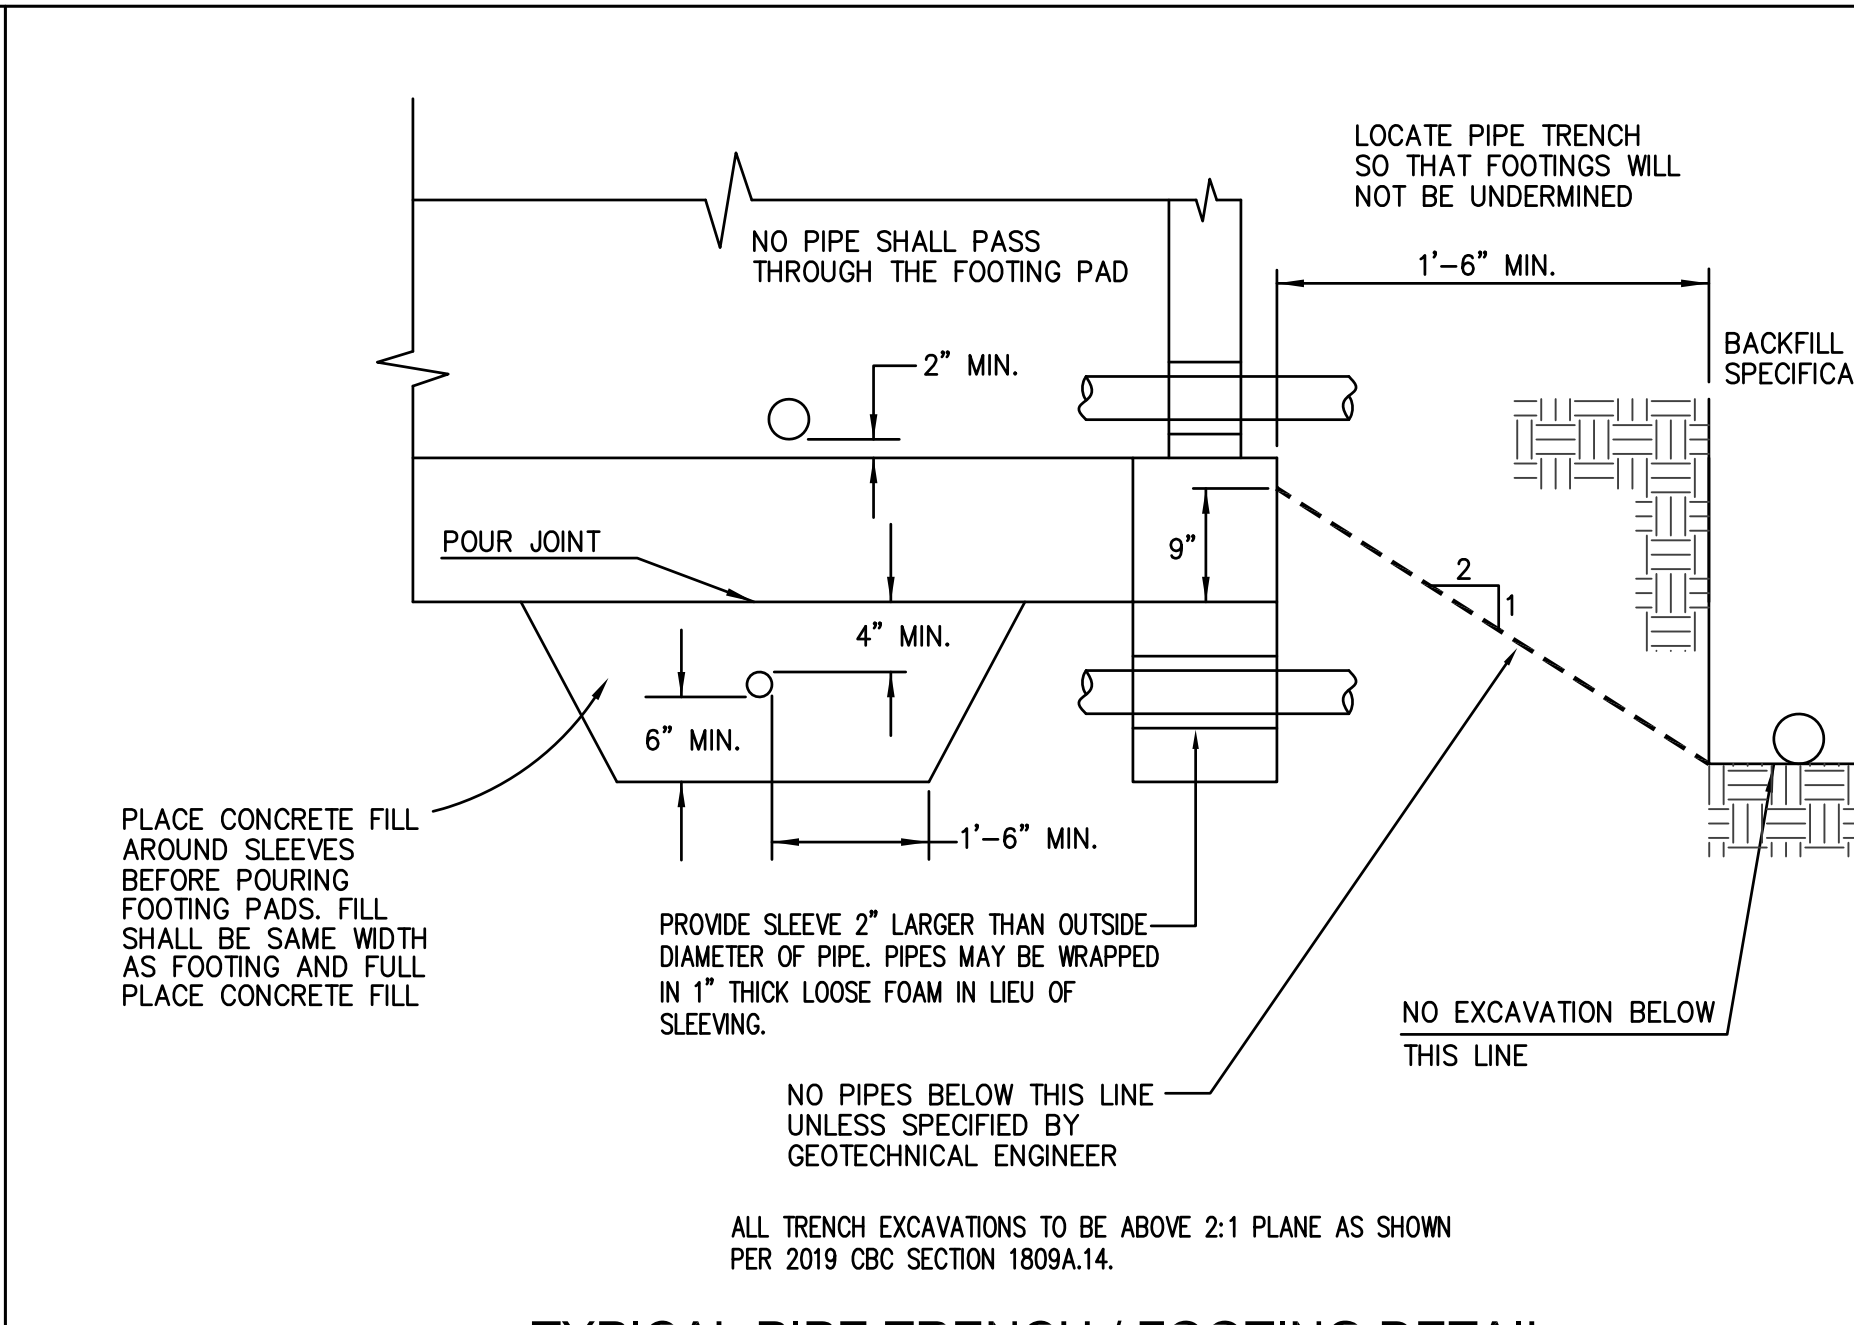 LOCATE PIPE TRENCH
SO THAT FOOTINGS WILL
NOT BE UNDERMINED
NO PIPE SHALL PASS
THROUGH THE FOOTING PAD
1'-6" MIN.
BACKFILL
SPECIFICA
2" MIN.
POUR JOINT
9"
2
1
4" MIN.
6" MIN.
1'-6" MIN.
PLACE CONCRETE FILL
AROUND SLEEVES
BEFORE POURING
FOOTING PADS. FILL
SHALL BE SAME WIDTH
AS FOOTING AND FULL
PLACE CONCRETE FILL
PROVIDE SLEEVE 2" LARGER THAN OUTSIDE
DIAMETER OF PIPE. PIPES MAY BE WRAPPED
IN 1" THICK LOOSE FOAM IN LIEU OF
SLEEVING.
NO EXCAVATION BELOW
THIS LINE
NO PIPES BELOW THIS LINE
UNLESS SPECIFIED BY
GEOTECHNICAL ENGINEER
ALL TRENCH EXCAVATIONS TO BE ABOVE 2:1 PLANE AS SHOWN
PER 2019 CBC SECTION 1809A.14.
TYPICAL PIPE TRENCH / FOOTING DETAIL